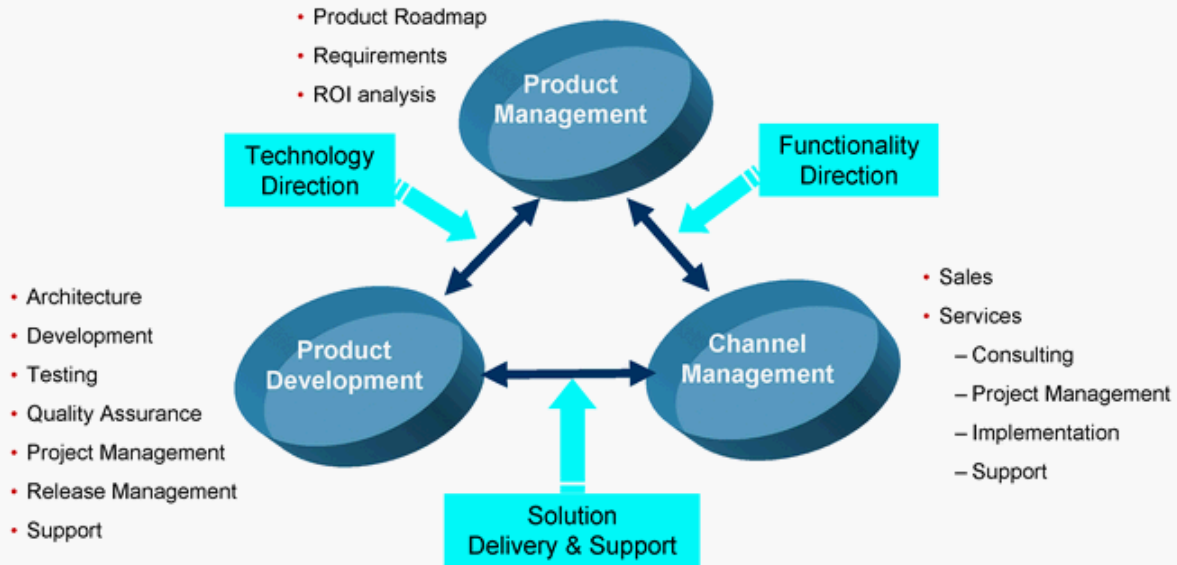 • Product Roadmap
• Requirements
• ROI analysis
Product
Management
Technology
Direction
Functionality
Direction
• Architecture
• Development
• Testing
• Quality Assurance
• Project Management
• Release Management
• Support
Product
Development
Channel
Management
• Sales
• Services
– Consulting
– Project Management
– Implementation
– Support
Solution
Delivery & Support